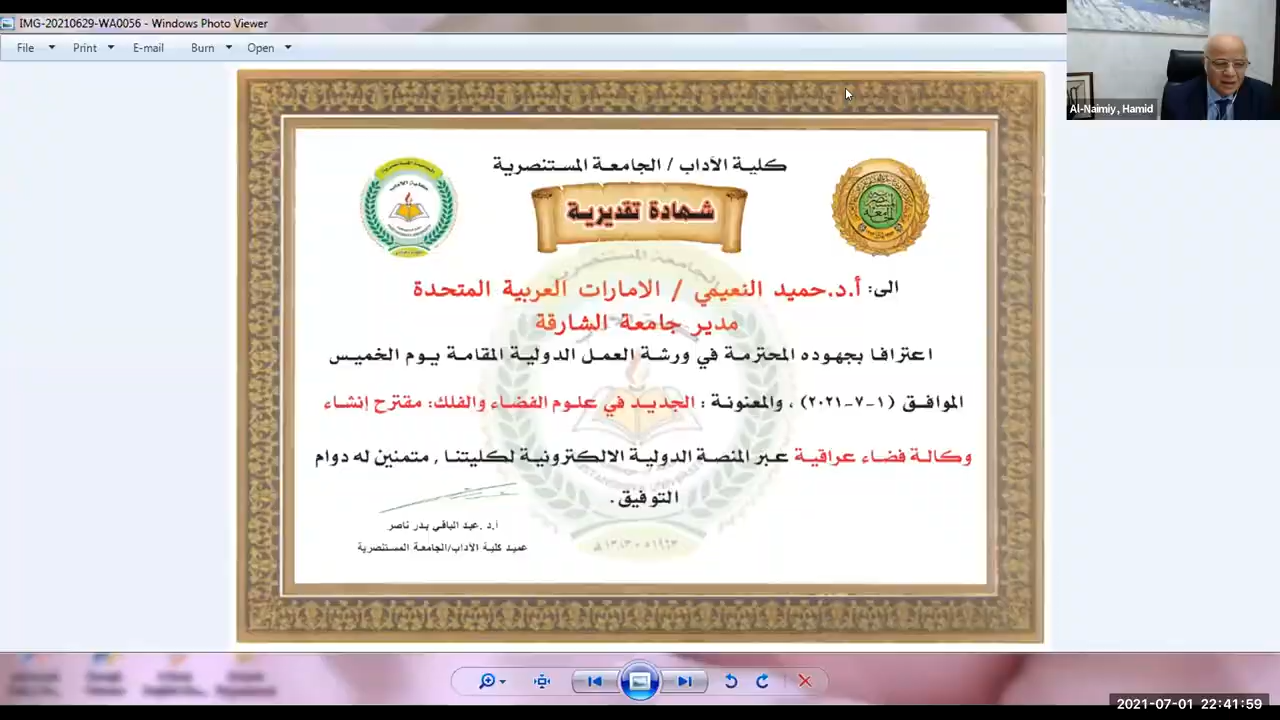 IMG-20210629-WA0056 - Windows Photo Viewer
File Print E-mail Burn Open
Al-Naimiy, Hamid
كلية الآداب / الجامعة المستنصرية
شهادة تقديرية
الى: أ.د.حميد النعيمي / الامارات العربية المتحدة
مدير جامعة الشارقة
اعترافا بجهوده المحترمة في ورشة العمل الدولية المقامة يوم الخميس
الموافق (١-٧-٢٠٢١) ، والمعنونة : الجديد في علوم الفضاء والفلك: مقترح إنشاء
وكالة فضاء عراقية عبر المنصة الدولية الالكترونية لكليتنا , متمنين له دوام
التوفيق .
أ.د .عبد الباقي بدر ناصر
عميد كلية الآداب/الجامعة المستنصرية
١٩٦٣م - ١٣٨٣هـ
2021-07-01 22:41:59